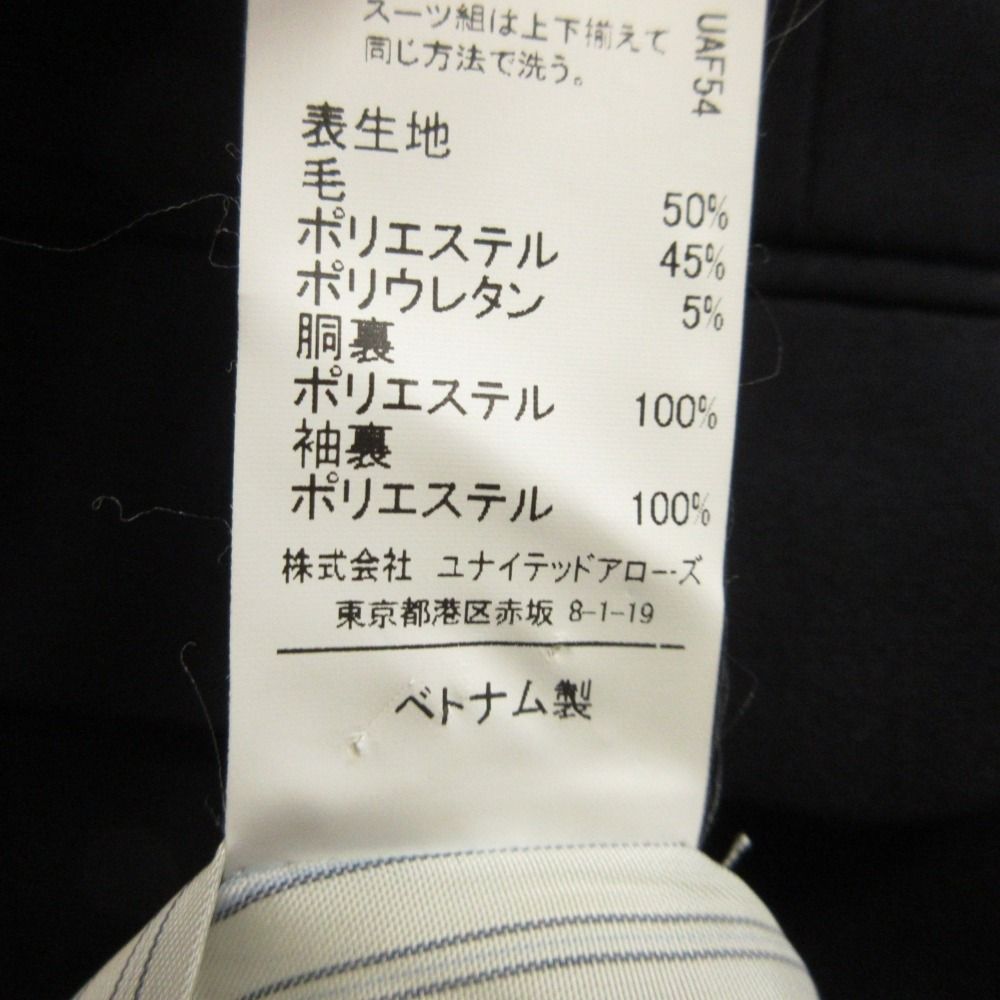 スーツ組は上下揃えて
同じ方法で洗う。
UAF54
表生地
毛 50%
ポリエステル 45%
ポリウレタン 5%
胴裏
ポリエステル 100%
袖裏
ポリエステル 100%
株式会社 ユナイテッドアローズ
東京都港区赤坂 8-1-19
ベトナム製